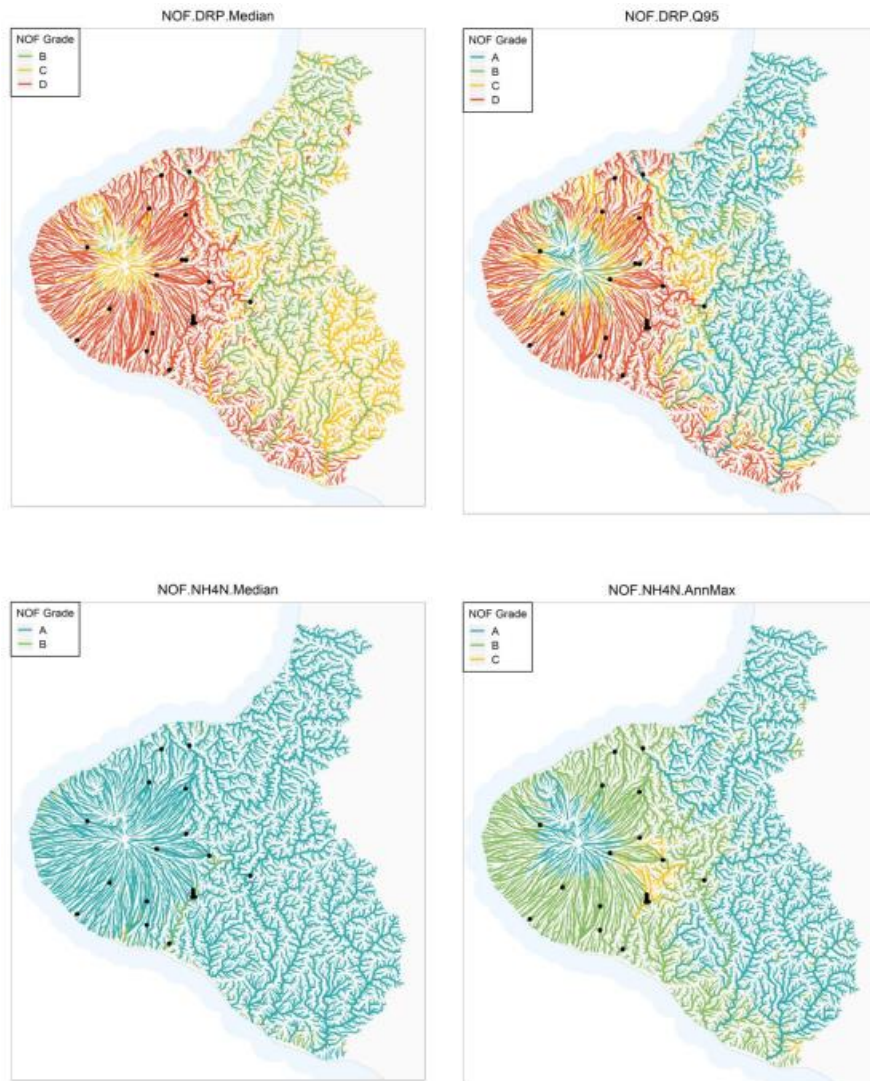 NOF.DRP.Median
NOF Grade
B
C
D
NOF.DRP.Q95
NOF Grade
A
B
C
D
NOF.NH4N.Median
NOF Grade
A
B
NOF.NH4N.AnnMax
NOF Grade
A
B
C